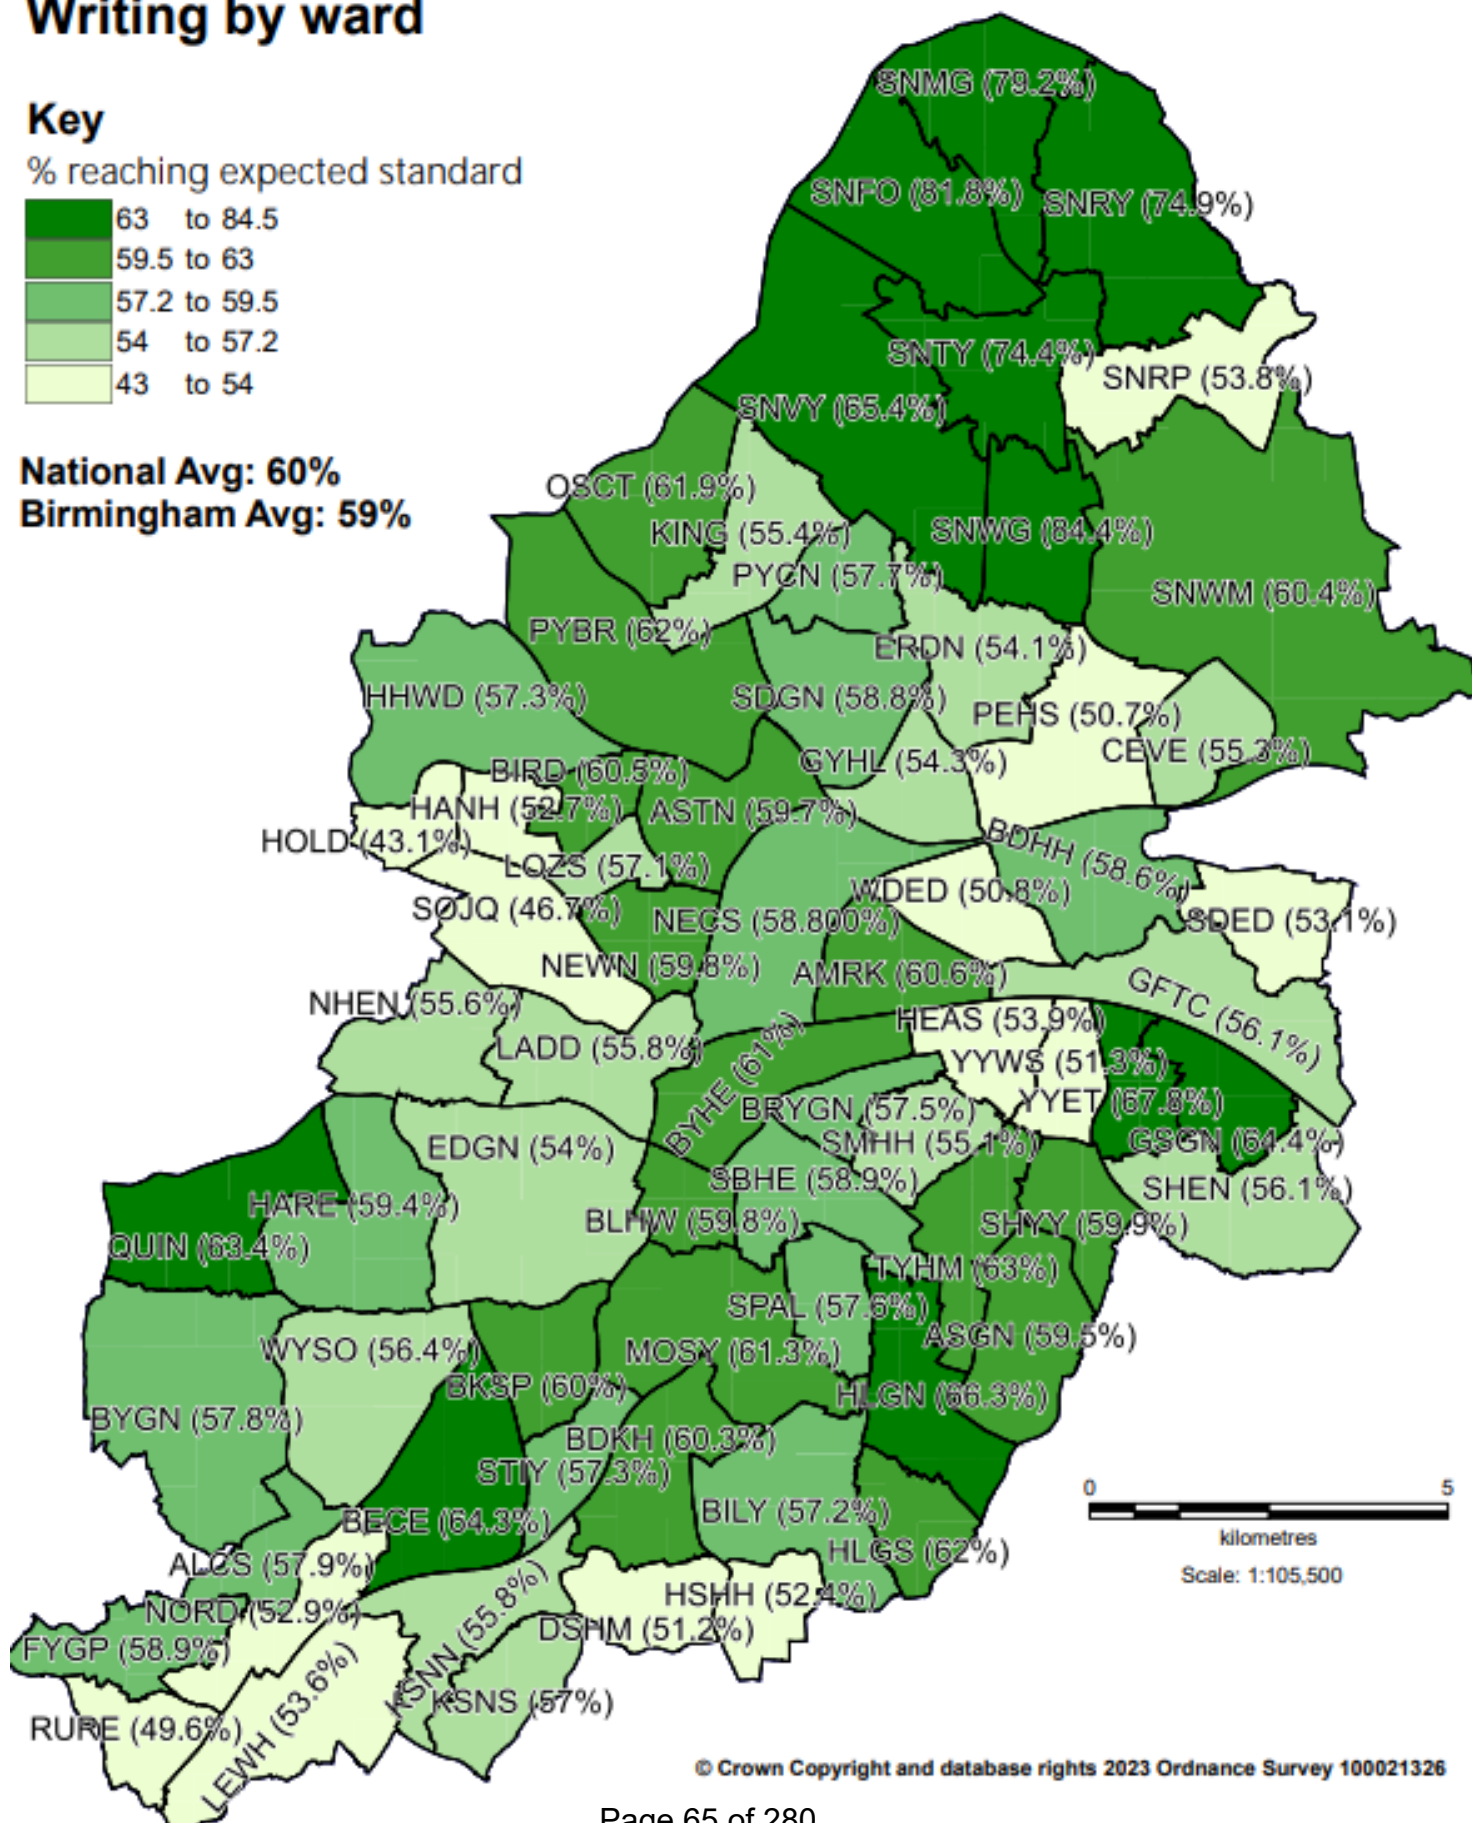 Writing by ward
Key
% reaching expected standard
63 to 84.5
59.5 to 63
57.2 to 59.5
54 to 57.2
43 to 54
National Avg: 60%
Birmingham Avg: 59%
SNMG (79.2%)
SNFO (81.8%)
SNRY (74.9%)
SNTY (74.4%)
SNRP (53.8%)
SNVY (65.4%)
OSCT (61.9%)
KING (55.4%)
SNWG (84.4%)
PYCN (57.7%)
SNWM (60.4%)
PYBR (62%)
ERDN (54.1%)
HHWD (57.3%)
SDGN (58.8%)
PEHS (50.7%)
CEVE (55.3%)
GYHL (54.3%)
BIRD (60.5%)
HANH (52.7%)
ASTN (59.7%)
HOLD (43.1%)
BDHH (58.6%)
LOZS (57.1%)
WDED (50.8%)
SOJQ (46.7%)
NECS (58.800%)
SDED (53.1%)
NEWN (59.8%)
AMRK (60.6%)
GFTC (56.1%)
NHEN (55.6%)
HEAS (53.9%)
LADD (55.8%)
BYHE (61%)
YYWS (51.3%)
YYET (67.8%)
BRYGN (57.5%)
SMHH (55.1%)
GSGN (64.4%)
EDGN (54%)
SBHE (58.9%)
SHEN (56.1%)
HARE (59.4%)
BLHW (59.8%)
SHYY (59.9%)
QUIN (63.4%)
TYHM (63%)
SPAL (57.6%)
ASGN (59.5%)
WYSO (56.4%)
MOSY (61.3%)
BKSP (60%)
HLGN (66.3%)
BYGN (57.8%)
BDKH (60.3%)
STIY (57.3%)
BILY (57.2%)
BECE (64.3%)
HLGS (62%)
ALCS (57.9%)
HSHH (52.4%)
NORD (52.9%)
DSHM (51.2%)
FYGP (58.9%)
KSNN (55.8%)
KSNS (57%)
RURE (49.6%)
LEWH (53.6%)
0 5
kilometres
Scale: 1:105,500
© Crown Copyright and database rights 2023 Ordnance Survey 100021326
Page 65 of 280